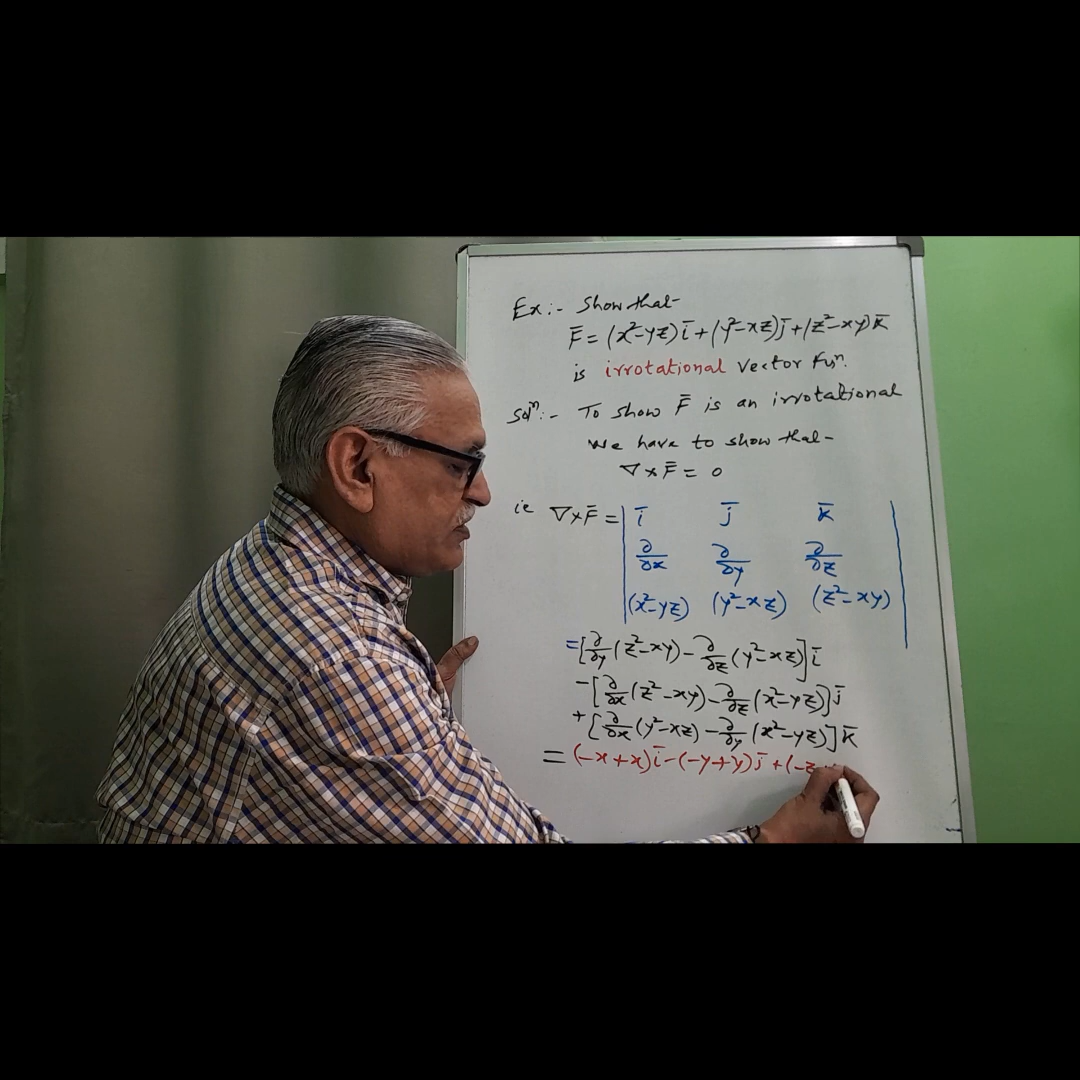 Ex:- Show that-
F̄ = (x²-yz)ī + (y²-xz)j̄ + (z²-xy)k̄
is irrotational vector Funⁿ.
Solⁿ:- To show F̄ is an irrotational
We have to show that-
∇×F̄ = 0
ie ∇×F̄ = | ī j̄ k̄ |
∂/∂x ∂/∂y ∂/∂z
(x²-yz) (y²-xz) (z²-xy)
= [∂/∂y (z²-xy) - ∂/∂z (y²-xz)] ī
- [∂/∂x (z²-xy) - ∂/∂z (x²-yz)] j̄
+ [∂/∂x (y²-xz) - ∂/∂y (x²-yz)] k̄
= (-x+x)ī - (-y+y)j̄ + (-z